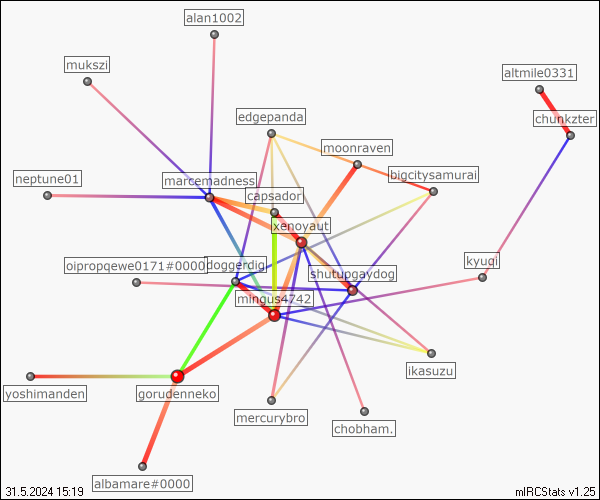 alan1002
mukszi
altmile0331
edgepanda
chunkzter
moonraven
neptune01
marcemadness
bigcitysamurai
capsador
xenoyaut
oipropqewe0171#0000
doggerdig
shutupgaydog
kyuqi
mingus4742
ikasuzu
yoshimanden
gorudenneko
mercurybro
chobham.
albamare#0000
31.5.2024 15:19
mIRCStats v1.25